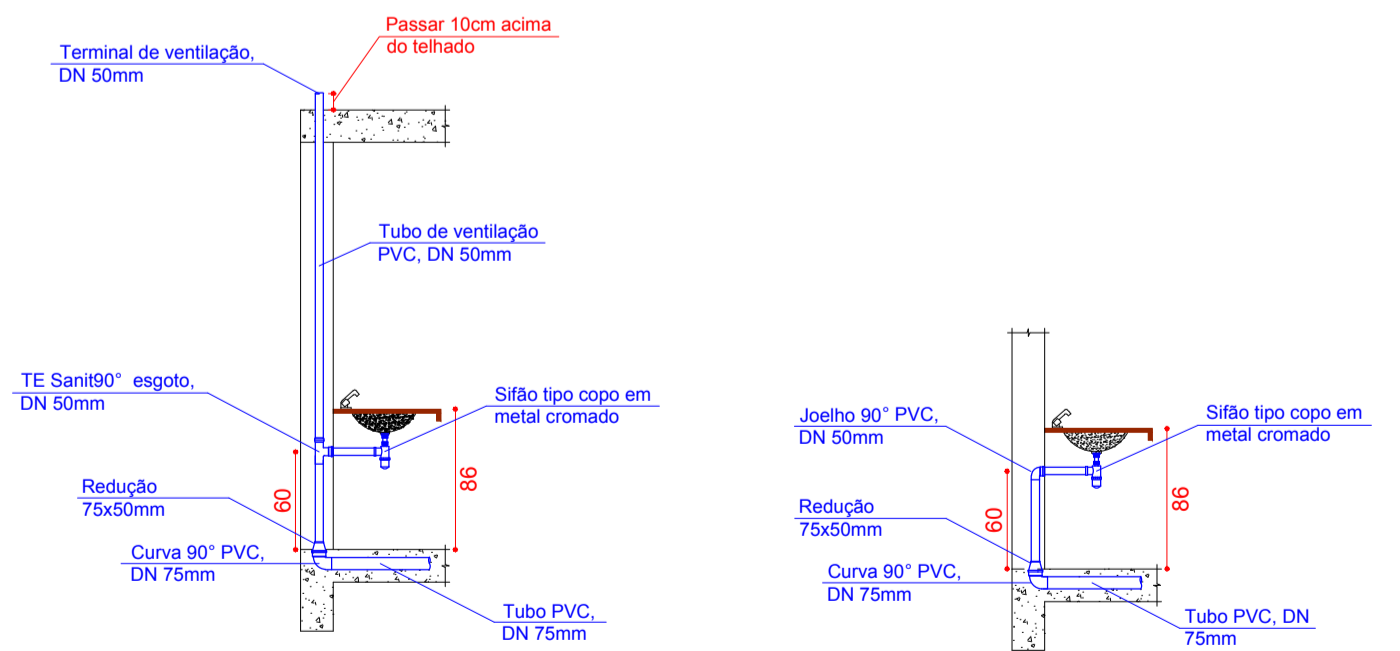 Passar 10cm acima
do telhado
Terminal de ventilação,
DN 50mm
Tubo de ventilação
PVC, DN 50mm
TE Sanit90° esgoto,
DN 50mm
Sifão tipo copo em
metal cromado
60
86
Redução
75x50mm
Curva 90° PVC,
DN 75mm
Tubo PVC,
DN 75mm
Joelho 90° PVC,
DN 50mm
Sifão tipo copo em
metal cromado
60
86
Redução
75x50mm
Curva 90° PVC,
DN 75mm
Tubo PVC, DN
75mm